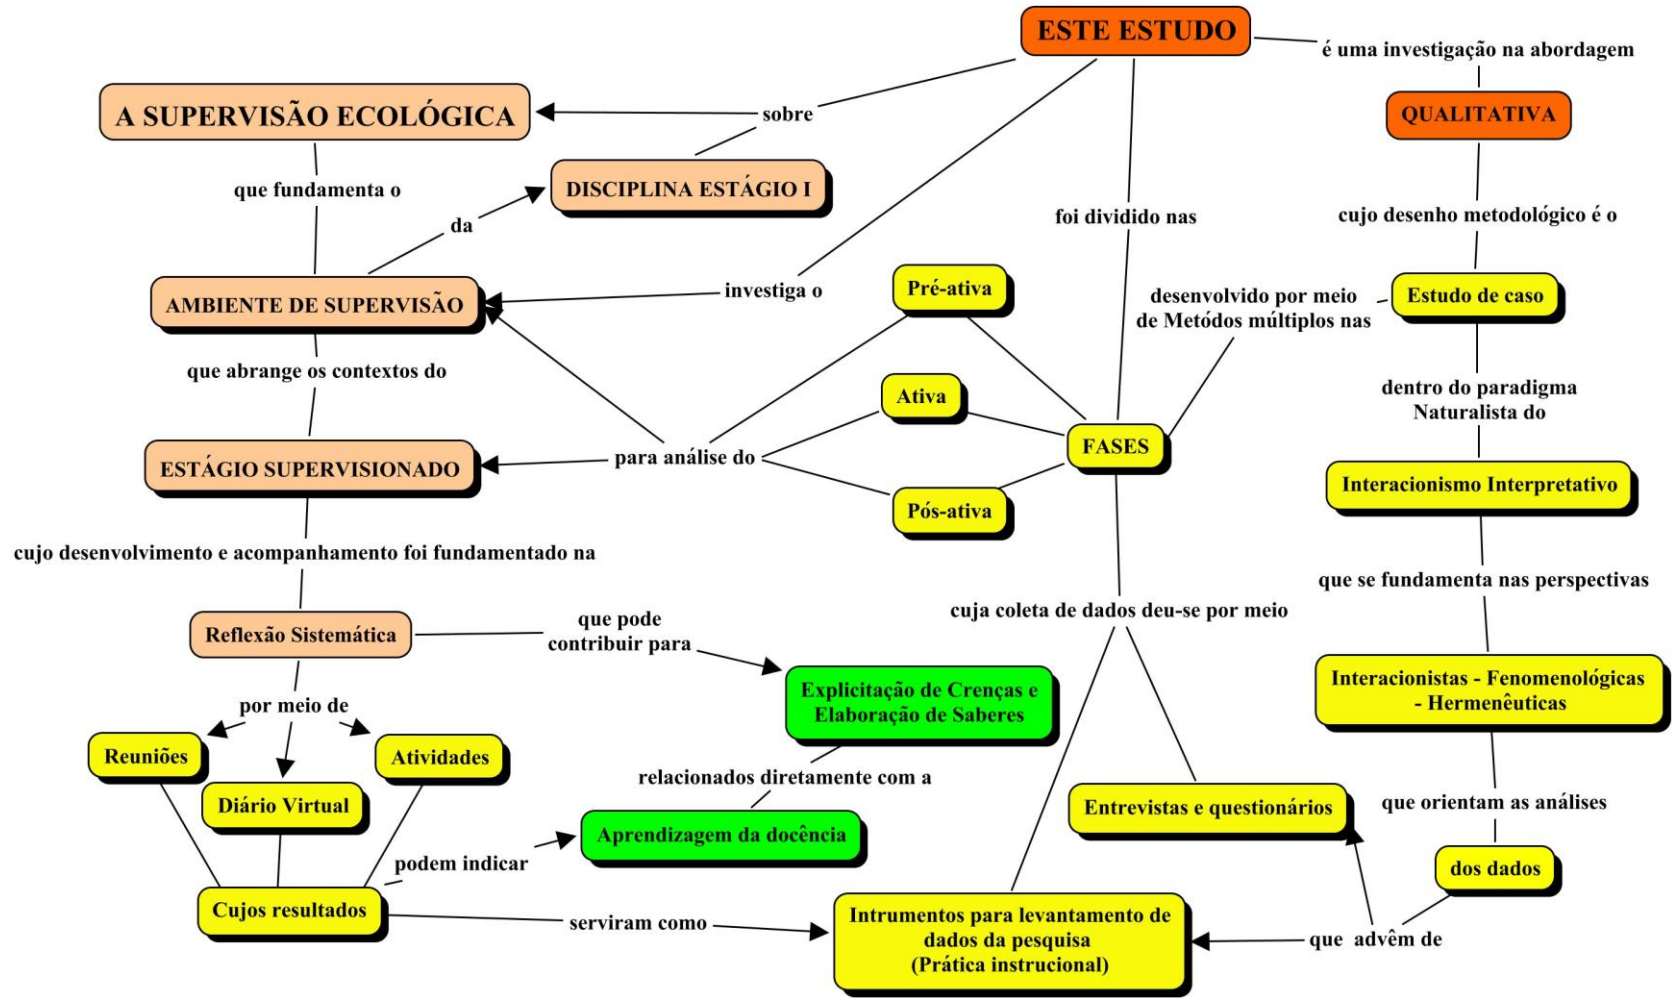 ESTE ESTUDO
é uma investigação na abordagem
A SUPERVISÃO ECOLÓGICA
sobre
QUALITATIVA
que fundamenta o
DISCIPLINA ESTÁGIO I
da
foi dividido nas
cujo desenho metodológico é o
AMBIENTE DE SUPERVISÃO
investiga o
Pré-ativa
desenvolvido por meio
de Metódos múltiplos nas
Estudo de caso
que abrange os contextos do
Ativa
dentro do paradigma
Naturalista do
ESTÁGIO SUPERVISIONADO
para análise do
FASES
Interacionismo Interpretativo
Pós-ativa
cujo desenvolvimento e acompanhamento foi fundamentado na
que se fundamenta nas perspectivas
Reflexão Sistemática
que pode
contribuir para
cuja coleta de dados deu-se por meio
Explicitação de Crenças e
Elaboração de Saberes
Interacionistas - Fenomenológicas
- Hermenêuticas
por meio de
Reuniões
Diário Virtual
Atividades
relacionados diretamente com a
Entrevistas e questionários
que orientam as análises
Aprendizagem da docência
podem indicar
dos dados
Cujos resultados
serviram como
Intrumentos para levantamento de
dados da pesquisa
(Prática instrucional)
que advêm de